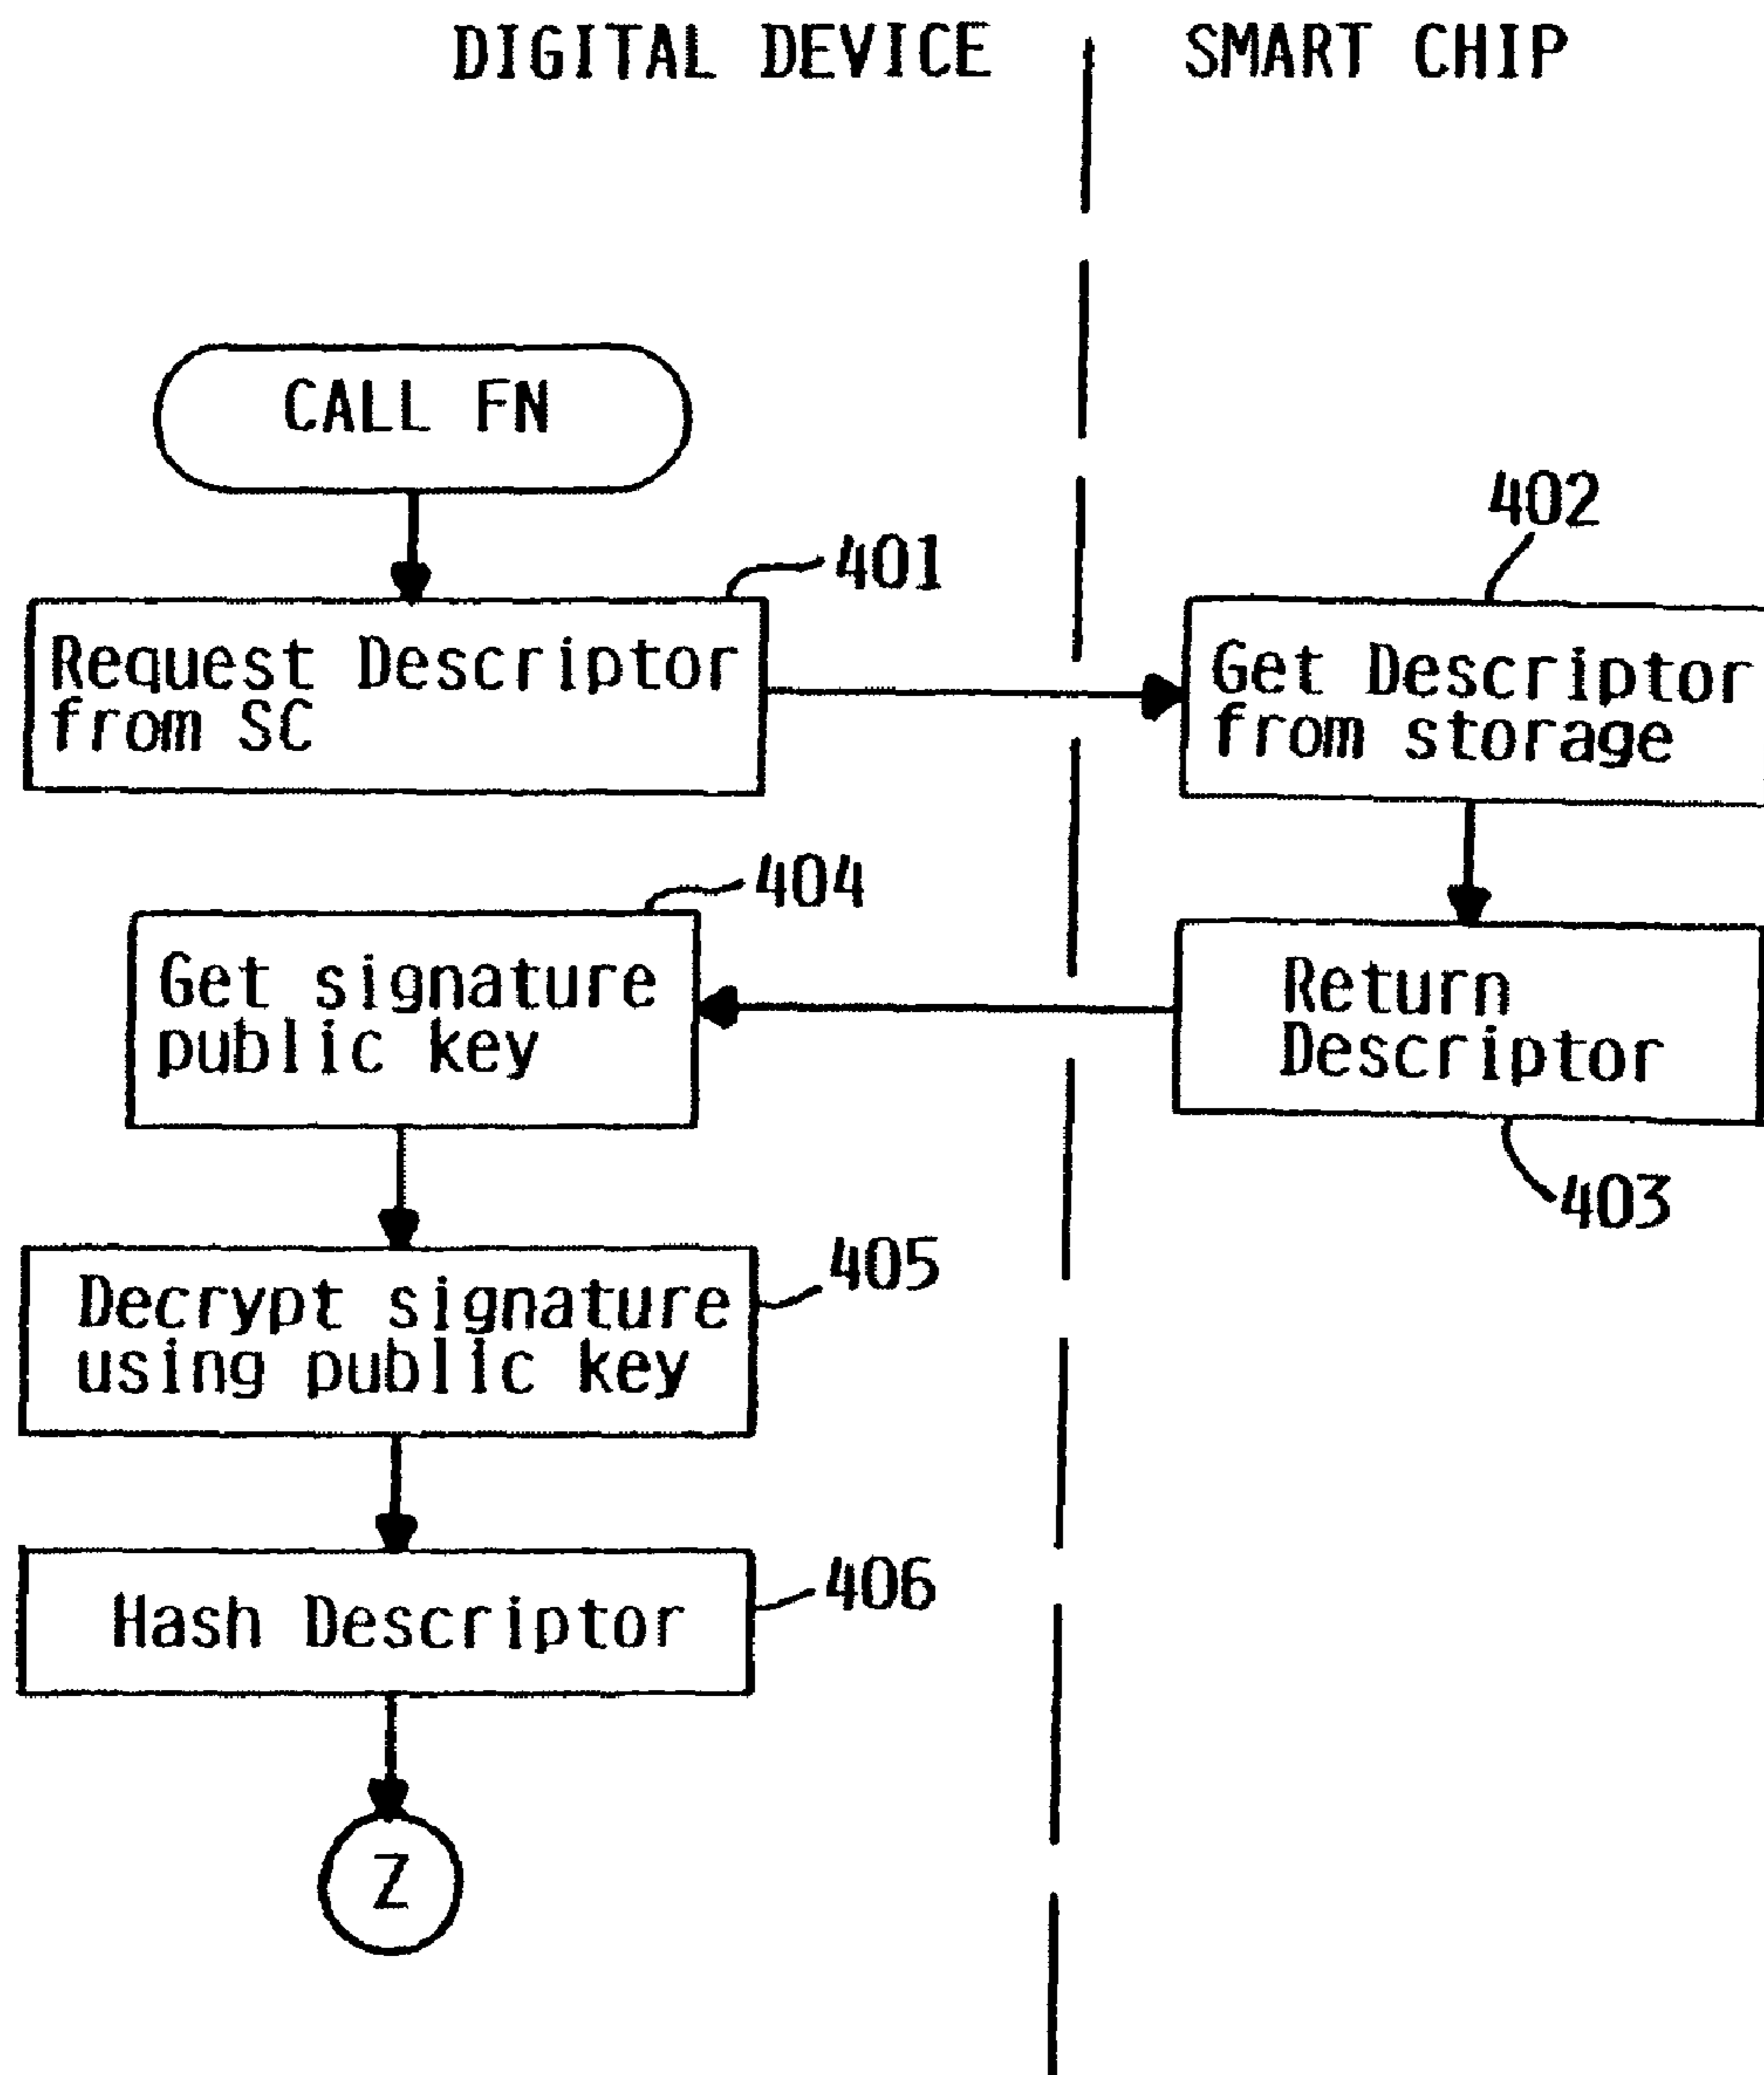 DIGITAL DEVICE
SMART CHIP
CALL FN
401
Request Descriptor
from SC
402
Get Descriptor
from storage
403
Return
Descriptor
404
Get signature
public key
405
Decrypt signature
using public key
406
Hash Descriptor
Z